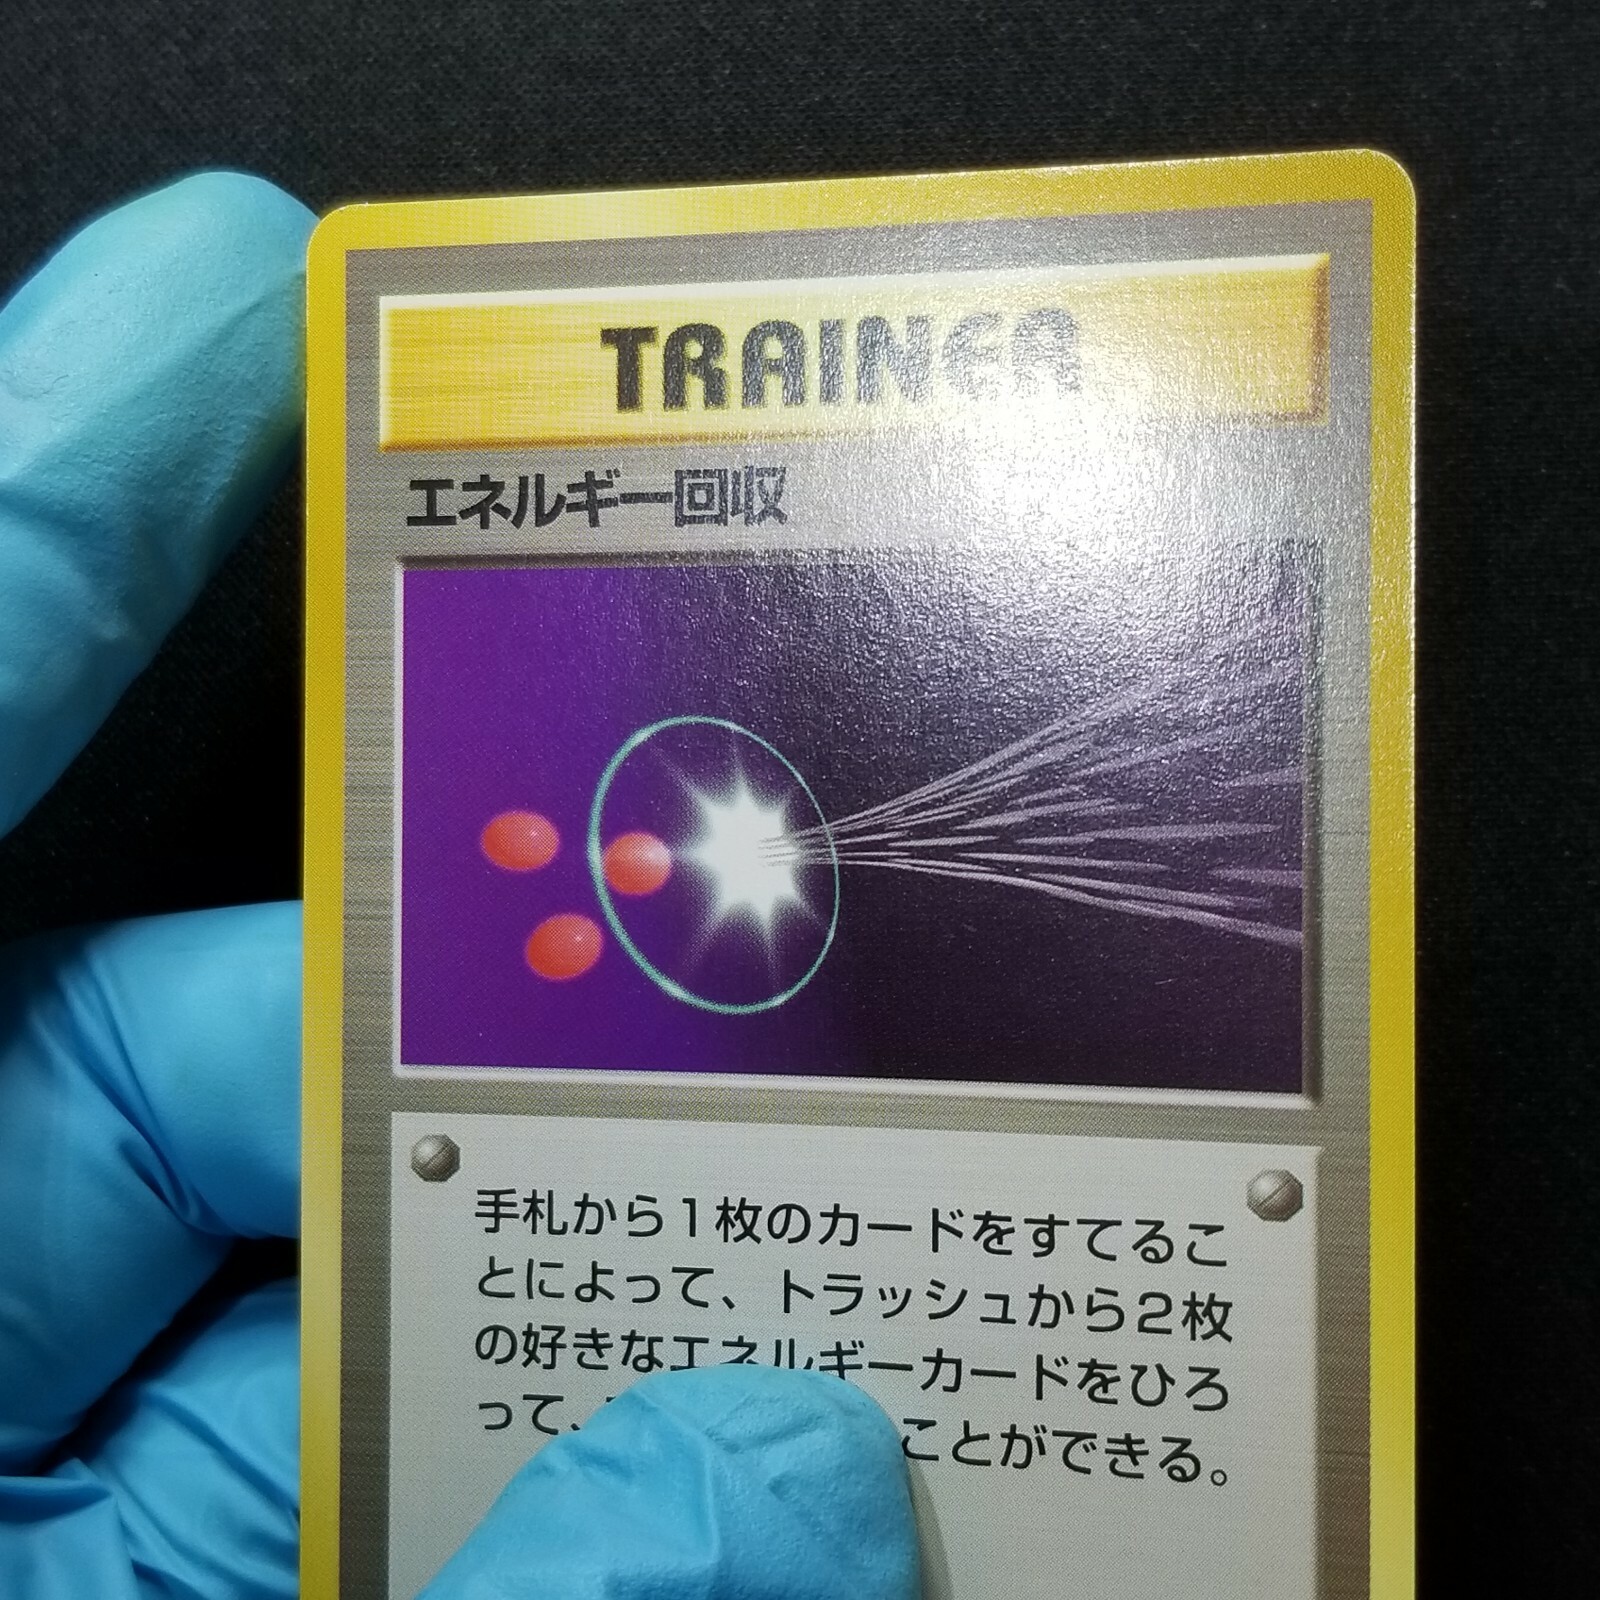 TRAINER
エネルギー回収
手札から1枚のカードをすてるこ
とによって、トラッシュから2枚
の好きなエネルギーカードをひろ
って、ことができる。